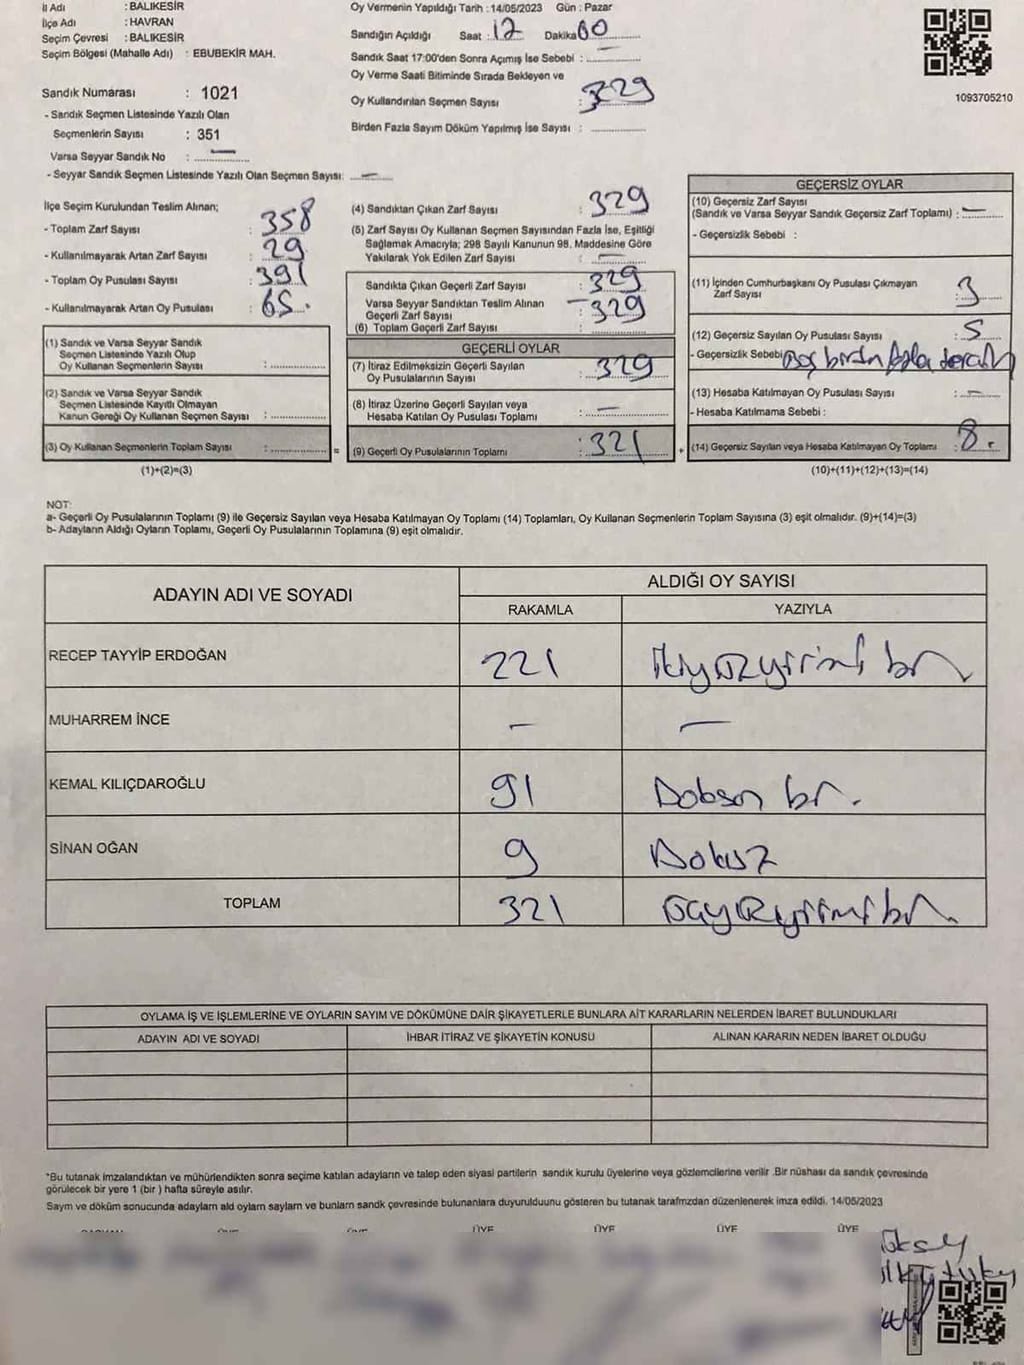 İl Adı : BALIKESİR
İlçe Adı : HAVRAN
Seçim Çevresi : BALIKESİR
Seçim Bölgesi (Mahalle Adı) : EBUBEKİR MAH.
Sandık Numarası : 1021
- Sandık Seçmen Listesinde Yazılı Olan
Seçmenlerin Sayısı : 351
Varsa Seyyar Sandık No : —
- Seyyar Sandık Seçmen Listesinde Yazılı Olan Seçmen Sayısı: —
Oy Vermenin Yapıldığı Tarih : 14/05/2023 Gün : Pazar
Sandığın Açıldığı Saat : 17 Dakika 00
Sandık Saat 17:00'den Sonra Açımış İse Sebebi : —
Oy Verme Saati Bitiminde Sırada Bekleyen ve
Oy Kullandırılan Seçmen Sayısı : 329
Birden Fazla Sayım Döküm Yapılmış İse Sayısı :
1093705210
İlçe Seçim Kurulundan Teslim Alınan;
- Toplam Zarf Sayısı : 358
- Kullanılmayarak Artan Zarf Sayısı : 29
- Toplam Oy Pusulası Sayısı : 391
- Kullanılmayarak Artan Oy Pusulası : 65.
(1) Sandık ve Varsa Seyyar Sandık
Seçmen Listesinde Yazılı Olup
Oy Kullanan Seçmenlerin Sayısı :
(2) Sandık ve Varsa Seyyar Sandık
Seçmen Listesinde Kayıtlı Olmayan
Kanun Gereği Oy Kullanan Seçmen Sayısı :
(3) Oy Kullanan Seçmenlerin Toplam Sayısı :
(1)+(2)=(3)
(4) Sandıktan Çıkan Zarf Sayısı : 329
(5) Zarf Sayısı Oy Kullanan Seçmen Sayısından Fazla İse, Eşitliği
Sağlamak Amacıyla; 298 Sayılı Kanunun 98. Maddesine Göre
Yakılarak Yok Edilen Zarf Sayısı : —
Sandıkta Çıkan Geçerli Zarf Sayısı : 329
Varsa Seyyar Sandıktan Teslim Alınan
Geçerli Zarf Sayısı : —
(6) Toplam Geçerli Zarf Sayısı : 329
GEÇERLİ OYLAR
(7) İtiraz Edilmeksizin Geçerli Sayılan
Oy Pusulalarının Sayısı : 329
(8) İtiraz Üzerine Geçerli Sayılan veya
Hesaba Katılan Oy Pusulası Toplamı : —
= (9) Geçerli Oy Pusulalarının Toplamı : 321
GEÇERSİZ OYLAR
(10) Geçersiz Zarf Sayısı
(Sandık ve Varsa Seyyar Sandık Geçersiz Zarf Toplamı) : —
- Geçersizlik Sebebi :
(11) İçinden Cumhurbaşkanı Oy Pusulası Çıkmayan
Zarf Sayısı : 3
(12) Geçersiz Sayılan Oy Pusulası Sayısı : 5
- Geçersizlik Sebebi Boş birden fazla tercih
(13) Hesaba Katılmayan Oy Pusulası Sayısı : —
- Hesaba Katılmama Sebebi :
+ (14) Geçersiz Sayılan veya Hesaba Katılmayan Oy Toplamı : 8.
(10)+(11)+(12)+(13)=(14)
NOT:
a- Geçerli Oy Pusulalarının Toplamı (9) ile Geçersiz Sayılan veya Hesaba Katılmayan Oy Toplamı (14) Toplamları, Oy Kullanan Seçmenlerin Toplam Sayısına (3) eşit olmalıdır. (9)+(14)=(3)
b- Adayların Aldığı Oyların Toplamı, Geçerli Oy Pusulalarının Toplamına (9) eşit olmalıdır.
ADAYIN ADI VE SOYADI
ALDIĞI OY SAYISI
RAKAMLA YAZIYLA
RECEP TAYYİP ERDOĞAN 221 ikiyüzyirmi bir
MUHARREM İNCE — —
KEMAL KILIÇDAROĞLU 91 Doksan bir.
SİNAN OĞAN 9 Dokuz
TOPLAM 321 üçyüzyirmi bir.
OYLAMA İŞ VE İŞLEMLERİNE VE OYLARIN SAYIM VE DÖKÜMÜNE DAİR ŞİKAYETLERLE BUNLARA AİT KARARLARIN NELERDEN İBARET BULUNDUKLARI
ADAYIN ADI VE SOYADI İHBAR İTİRAZ VE ŞİKAYETİN KONUSU ALINAN KARARIN NEDEN İBARET OLDUĞU
"Bu tutanak imzalandıktan ve mühürlendikten sonra seçime katılan adayların ve talep eden siyasi partilerin sandık kurulu üyelerine veya gözlemcilerine verilir .Bir nüshası da sandık çevresinde
görülecek bir yere 1 (bir ) hafta süreyle asılır.
Sayım ve döküm sonucunda adayların ald oyların sayların ve bunların sandk çevresinde bulunanlara duyurulduunu gösteren bu tutanak tarafmzdan düzenlenerek imza edildi. 14/05/2023
ÜYE ÜYE ÜYE ÜYE ÜYE